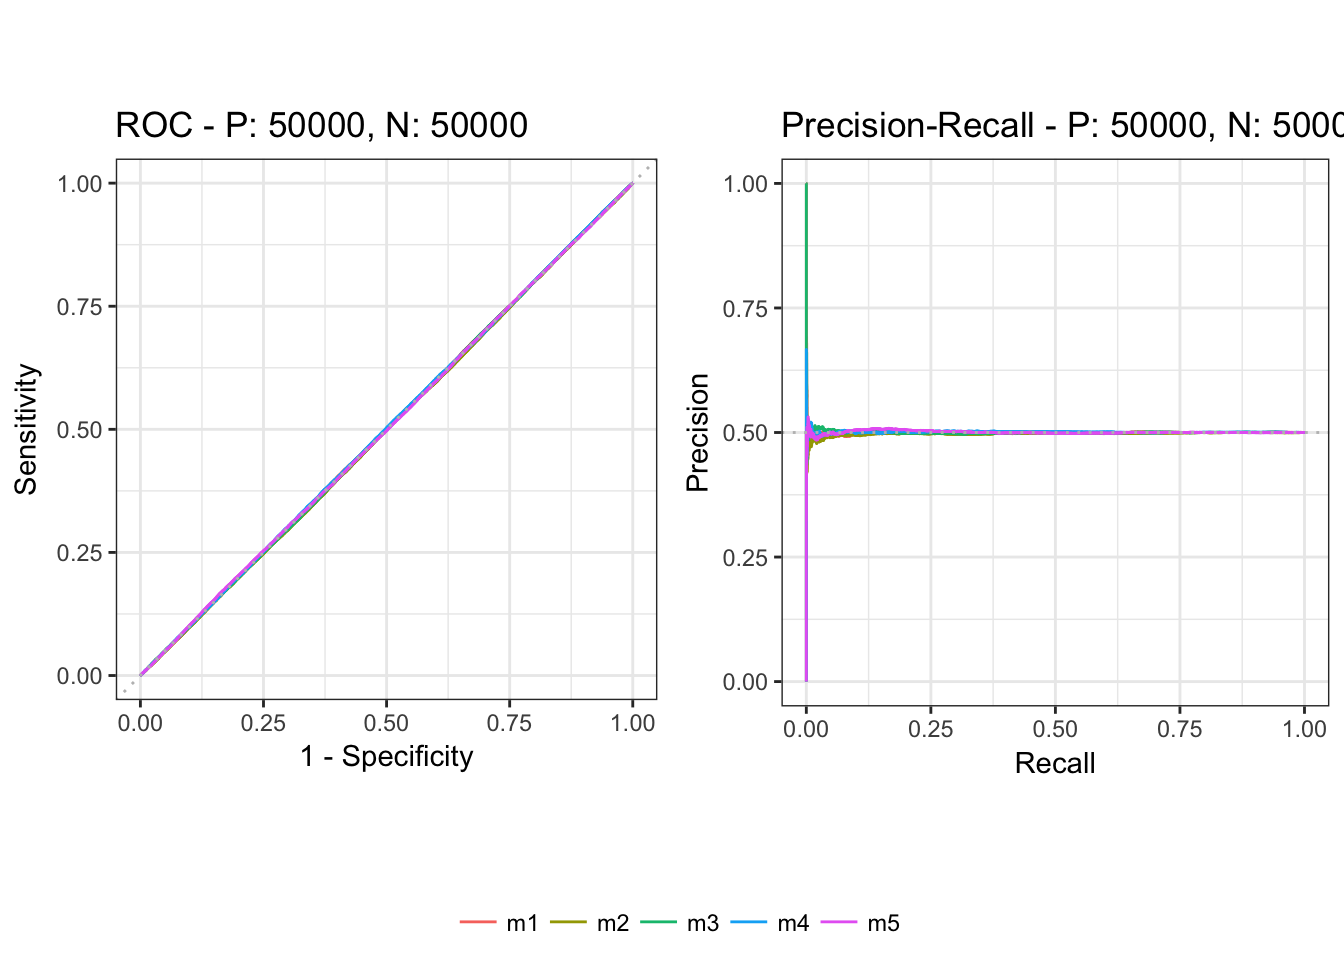 ROC - P: 50000, N: 50000
1.00
0.75
0.50
0.25
0.00
Sensitivity
0.00 0.25 0.50 0.75 1.00
1 - Specificity
Precision-Recall - P: 50000, N: 5000
1.00
0.75
0.50
0.25
0.00
Precision
0.00 0.25 0.50 0.75 1.00
Recall
m1 m2 m3 m4 m5